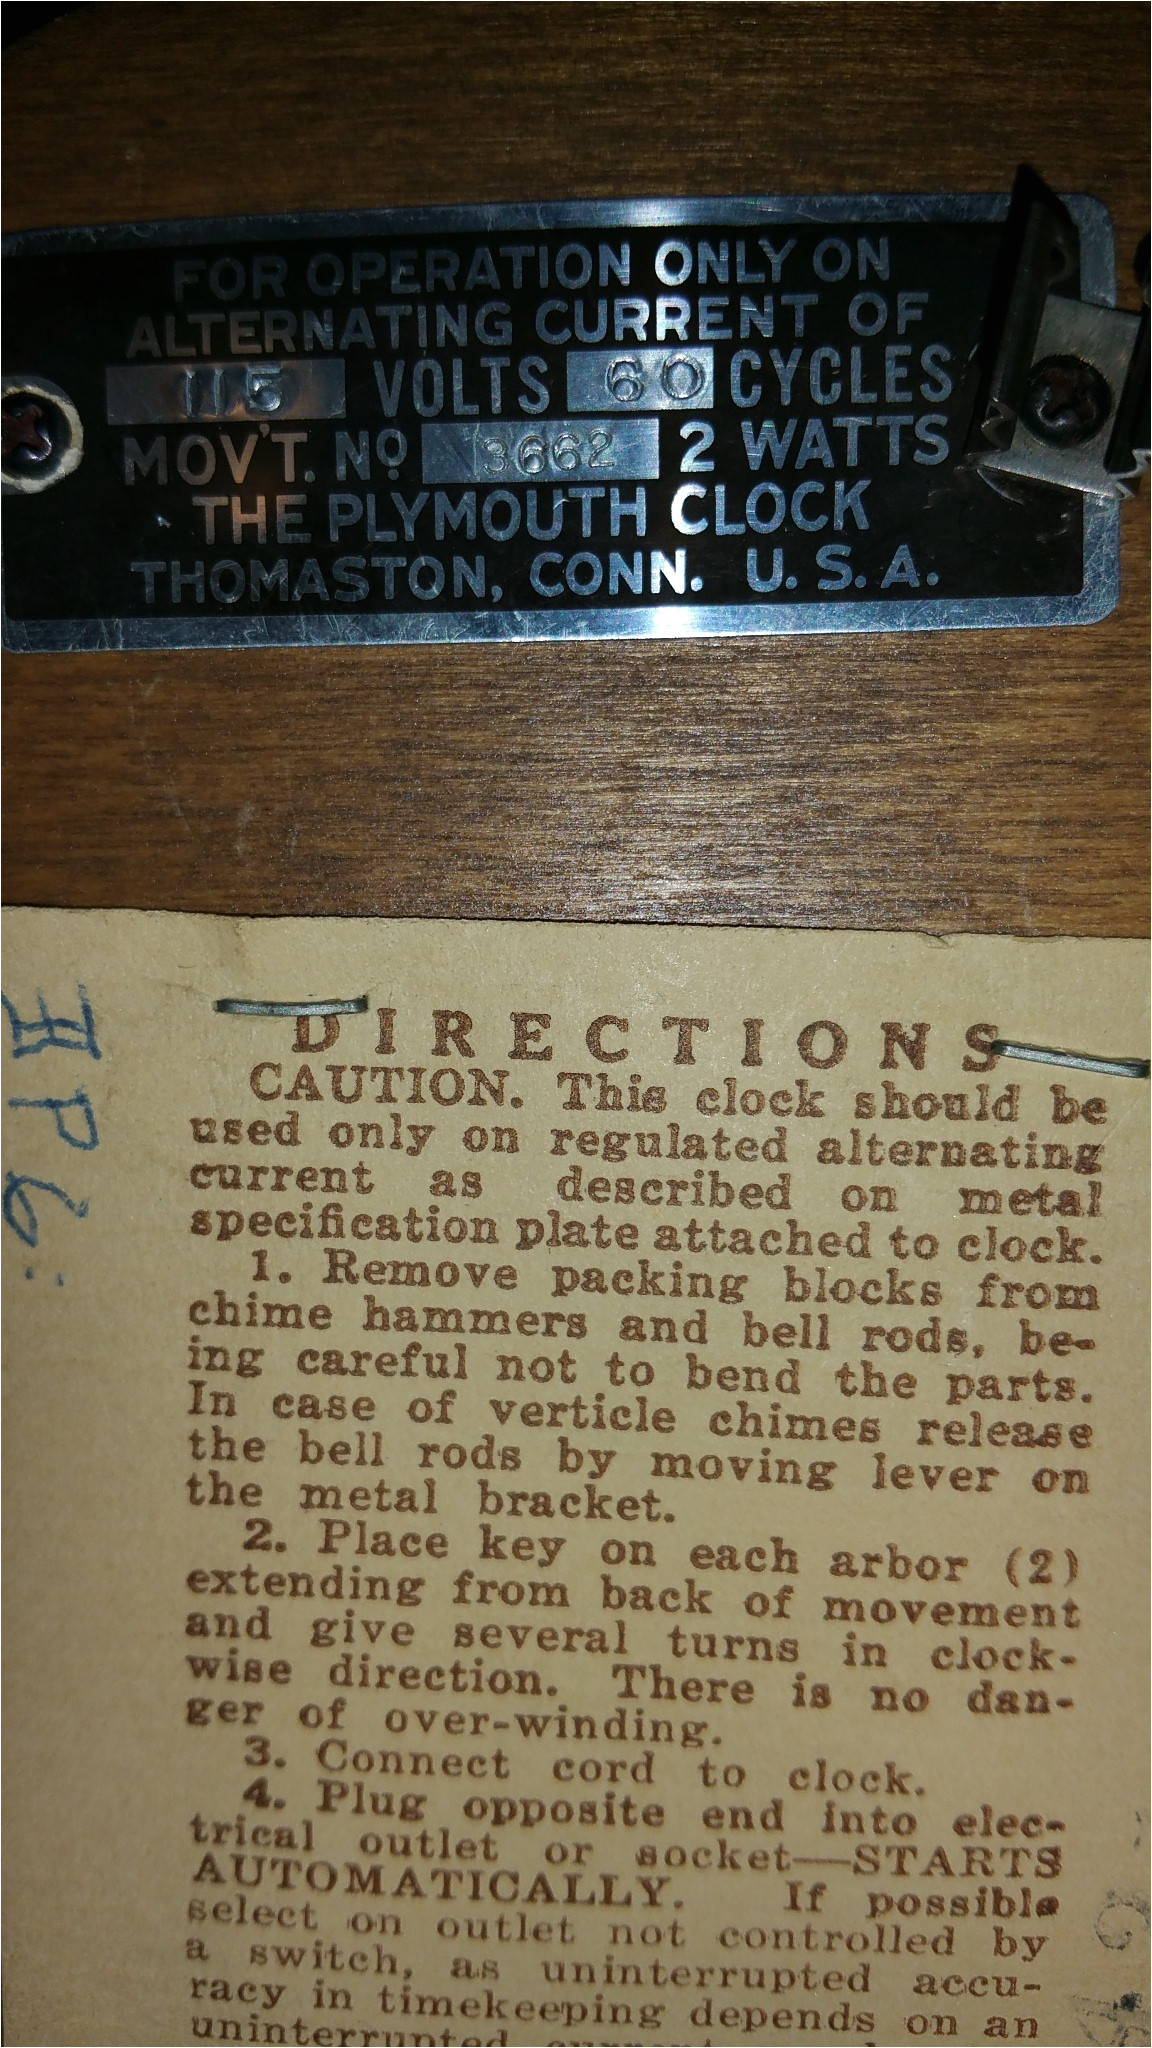 FOR OPERATION ONLY ON
ALTERNATING CURRENT OF
115 VOLTS 60 CYCLES
MOV'T. NO 3662 2 WATTS
THE PLYMOUTH CLOCK
THOMASTON, CONN. U. S. A.
DIRECTIONS
CAUTION. This clock should be
used only on regulated alternating
current as described on metal
specification plate attached to clock.
1. Remove packing blocks from
chime hammers and bell rods, be-
ing careful not to bend the parts.
In case of verticle chimes release
the bell rods by moving lever on
the metal bracket.
2. Place key on each arbor (2)
extending from back of movement
and give several turns in clock-
wise direction. There is no dan-
ger of over-winding.
3. Connect cord to clock.
4. Plug opposite end into elec-
trical outlet or socket—STARTS
AUTOMATICALLY. If possible
select on outlet not controlled by
a switch, as uninterrupted accu-
racy in timekeeping depends on an
uninterrupted